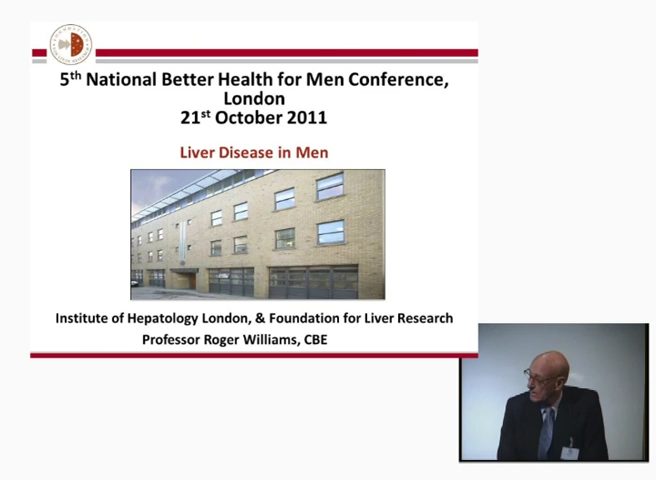 5th National Better Health for Men Conference,
London
21st October 2011
Liver Disease in Men
Institute of Hepatology London, & Foundation for Liver Research
Professor Roger Williams, CBE